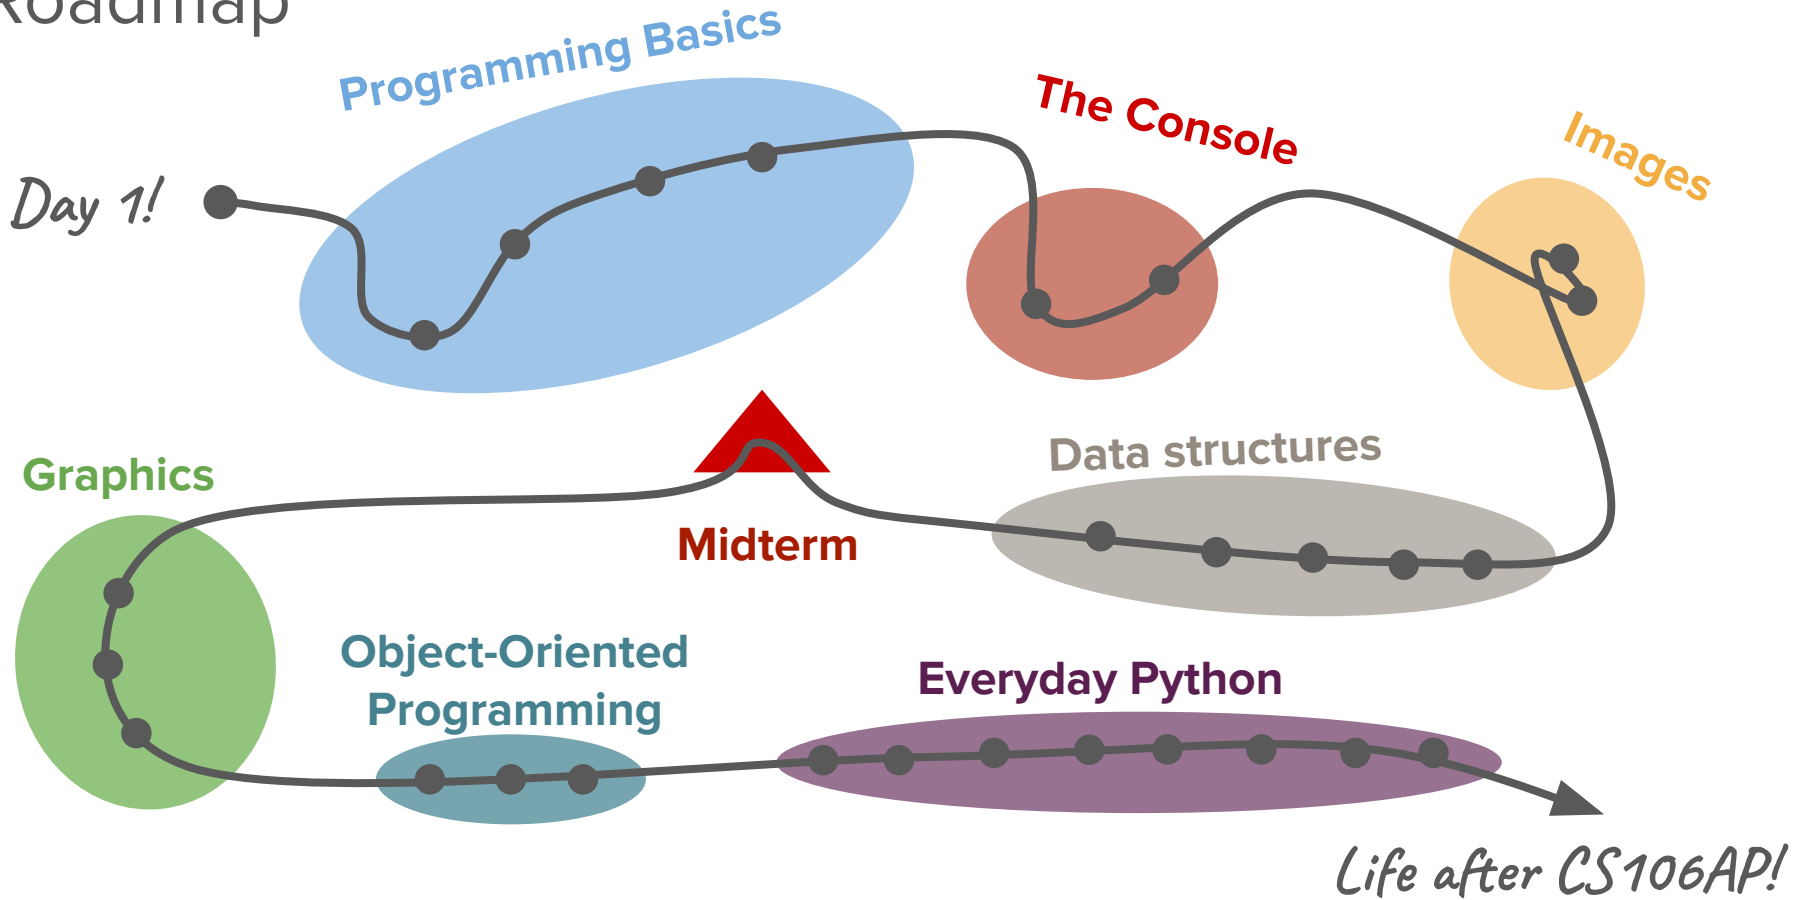 Roadmap
Programming Basics
The Console
Images
Day 1!
Graphics
Midterm
Data structures
Object-Oriented
Programming
Everyday Python
Life after CS106AP!